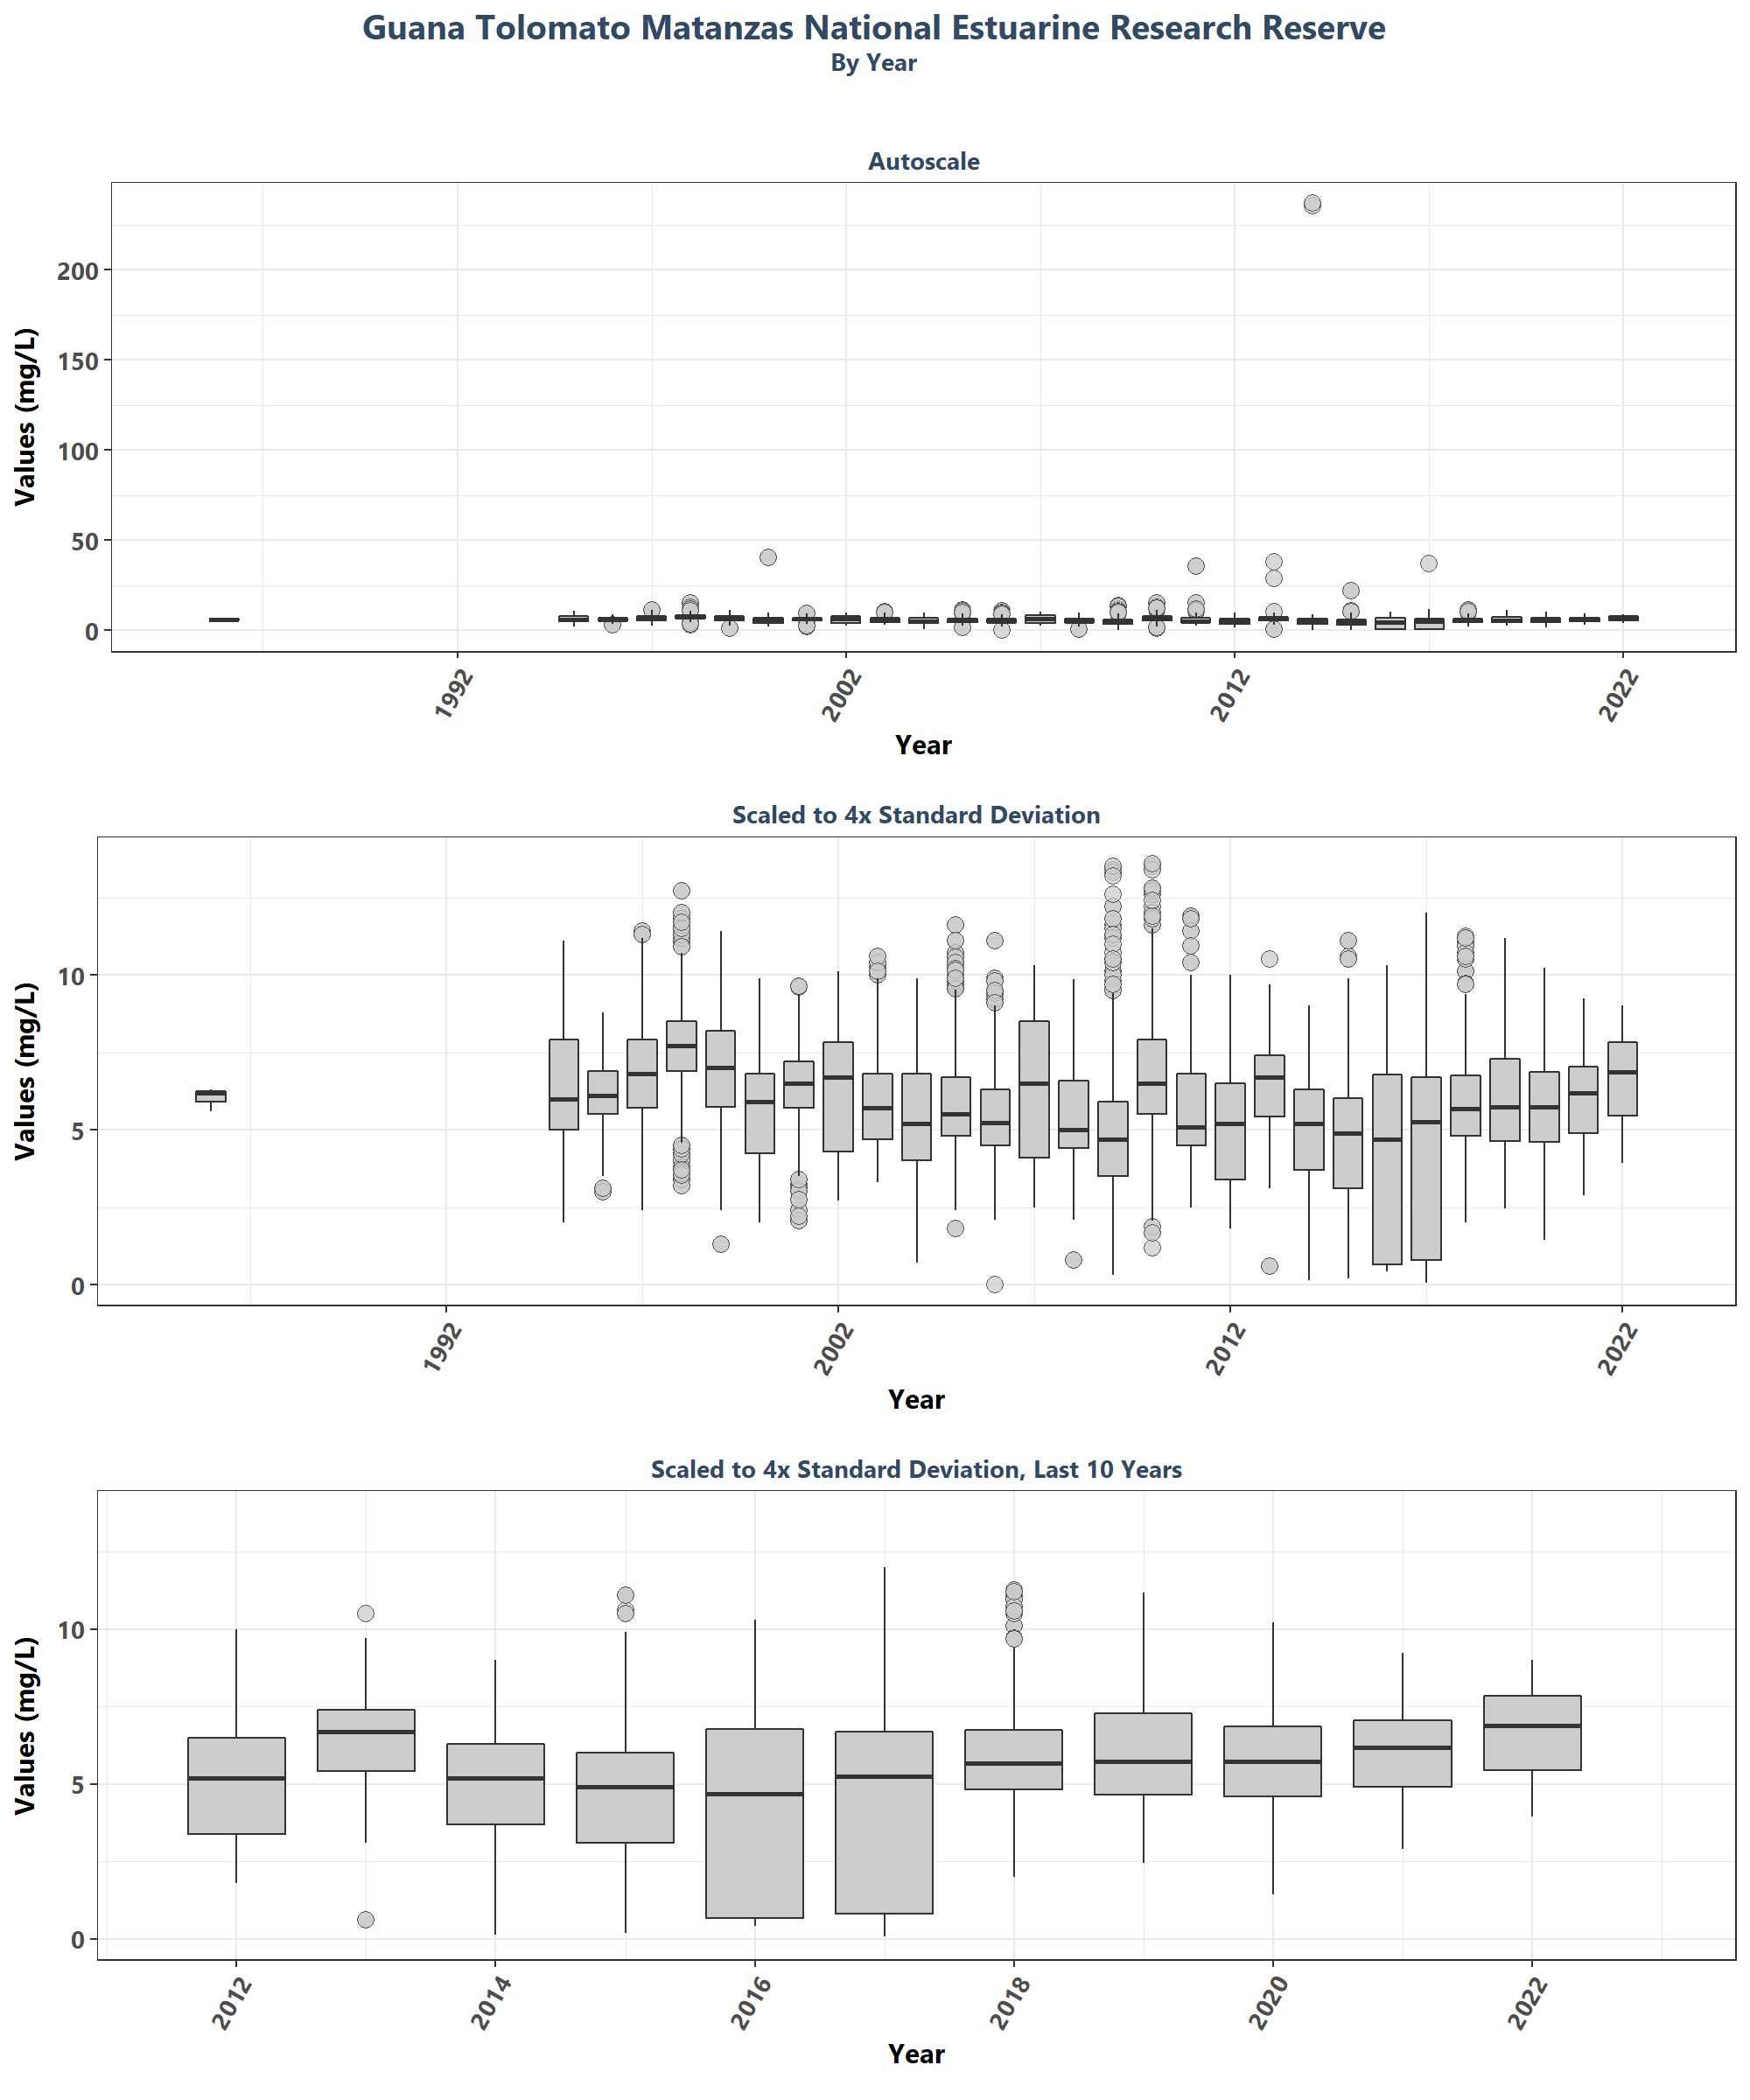 Guana Tolomato Matanzas National Estuarine Research Reserve
By Year
Autoscale
Values (mg/L)
200
150
100
50
0
1992
2002
2012
2022
Year
Scaled to 4x Standard Deviation
Values (mg/L)
10
5
0
1992
2002
2012
2022
Year
Scaled to 4x Standard Deviation, Last 10 Years
Values (mg/L)
10
5
0
2012
2014
2016
2018
2020
2022
Year